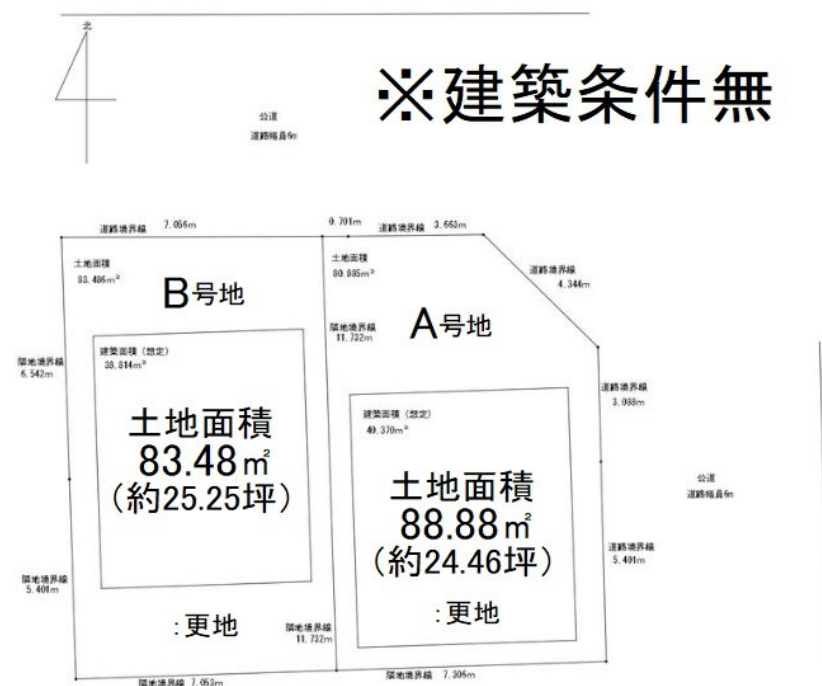 北
※建築条件無
公道
道路幅員6m
道路境界線 7.056m
0.701m
道路境界線 3.663m
土地面積
83.486m²
B号地
土地面積
80.885m²
道路境界線
4.344m
A号地
隣地境界線
11.732m
隣地境界線
6.542m
建築面積（想定）
38.814m²
道路境界線
3.088m
建築面積（想定）
40.370m²
土地面積
83.48㎡
（約25.25坪）
土地面積
88.88㎡
（約24.46坪）
公道
道路幅員6m
道路境界線
5.401m
隣地境界線
5.401m
:更地
:更地
隣地境界線
11.732m
隣地境界線 7.053m
隣地境界線 7.306m